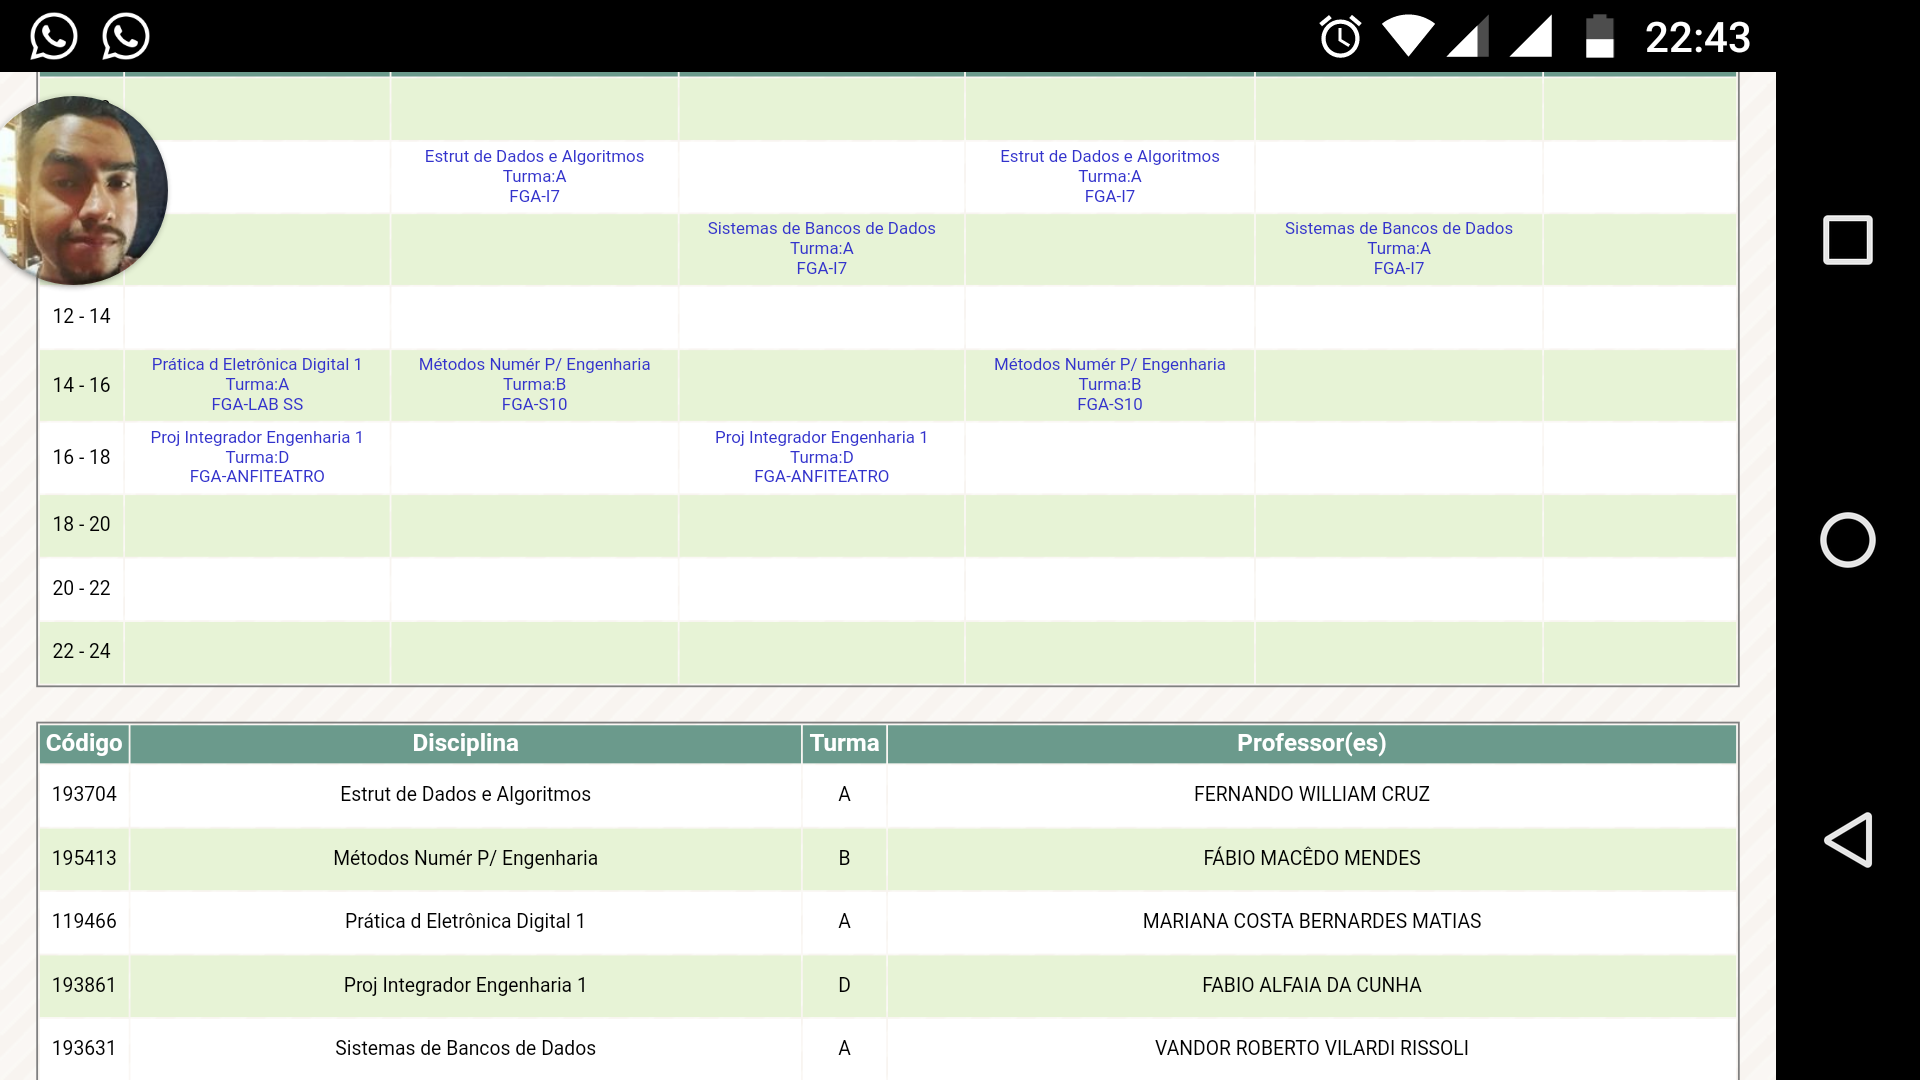 22:43
Estrut de Dados e Algoritmos
Turma:A
FGA-I7
Estrut de Dados e Algoritmos
Turma:A
FGA-I7
Sistemas de Bancos de Dados
Turma:A
FGA-I7
Sistemas de Bancos de Dados
Turma:A
FGA-I7
12 - 14
14 - 16
Prática d Eletrônica Digital 1
Turma:A
FGA-LAB SS
Métodos Numér P/ Engenharia
Turma:B
FGA-S10
Métodos Numér P/ Engenharia
Turma:B
FGA-S10
16 - 18
Proj Integrador Engenharia 1
Turma:D
FGA-ANFITEATRO
Proj Integrador Engenharia 1
Turma:D
FGA-ANFITEATRO
18 - 20
20 - 22
22 - 24
Código Disciplina Turma Professor(es)
193704 Estrut de Dados e Algoritmos A FERNANDO WILLIAM CRUZ
195413 Métodos Numér P/ Engenharia B FÁBIO MACÊDO MENDES
119466 Prática d Eletrônica Digital 1 A MARIANA COSTA BERNARDES MATIAS
193861 Proj Integrador Engenharia 1 D FABIO ALFAIA DA CUNHA
193631 Sistemas de Bancos de Dados A VANDOR ROBERTO VILARDI RISSOLI